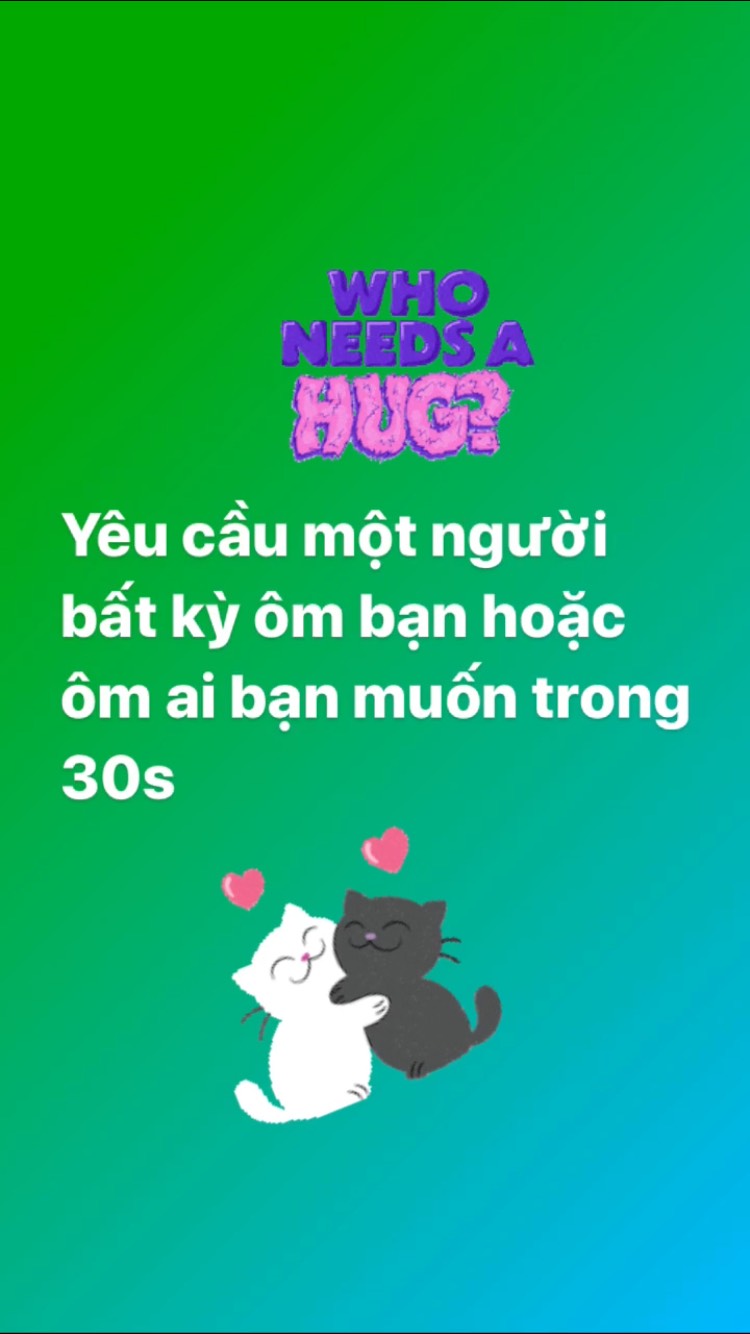 WHO
NEEDS A
HUG?
Yêu cầu một người
bất kỳ ôm bạn hoặc
ôm ai bạn muốn trong
30s